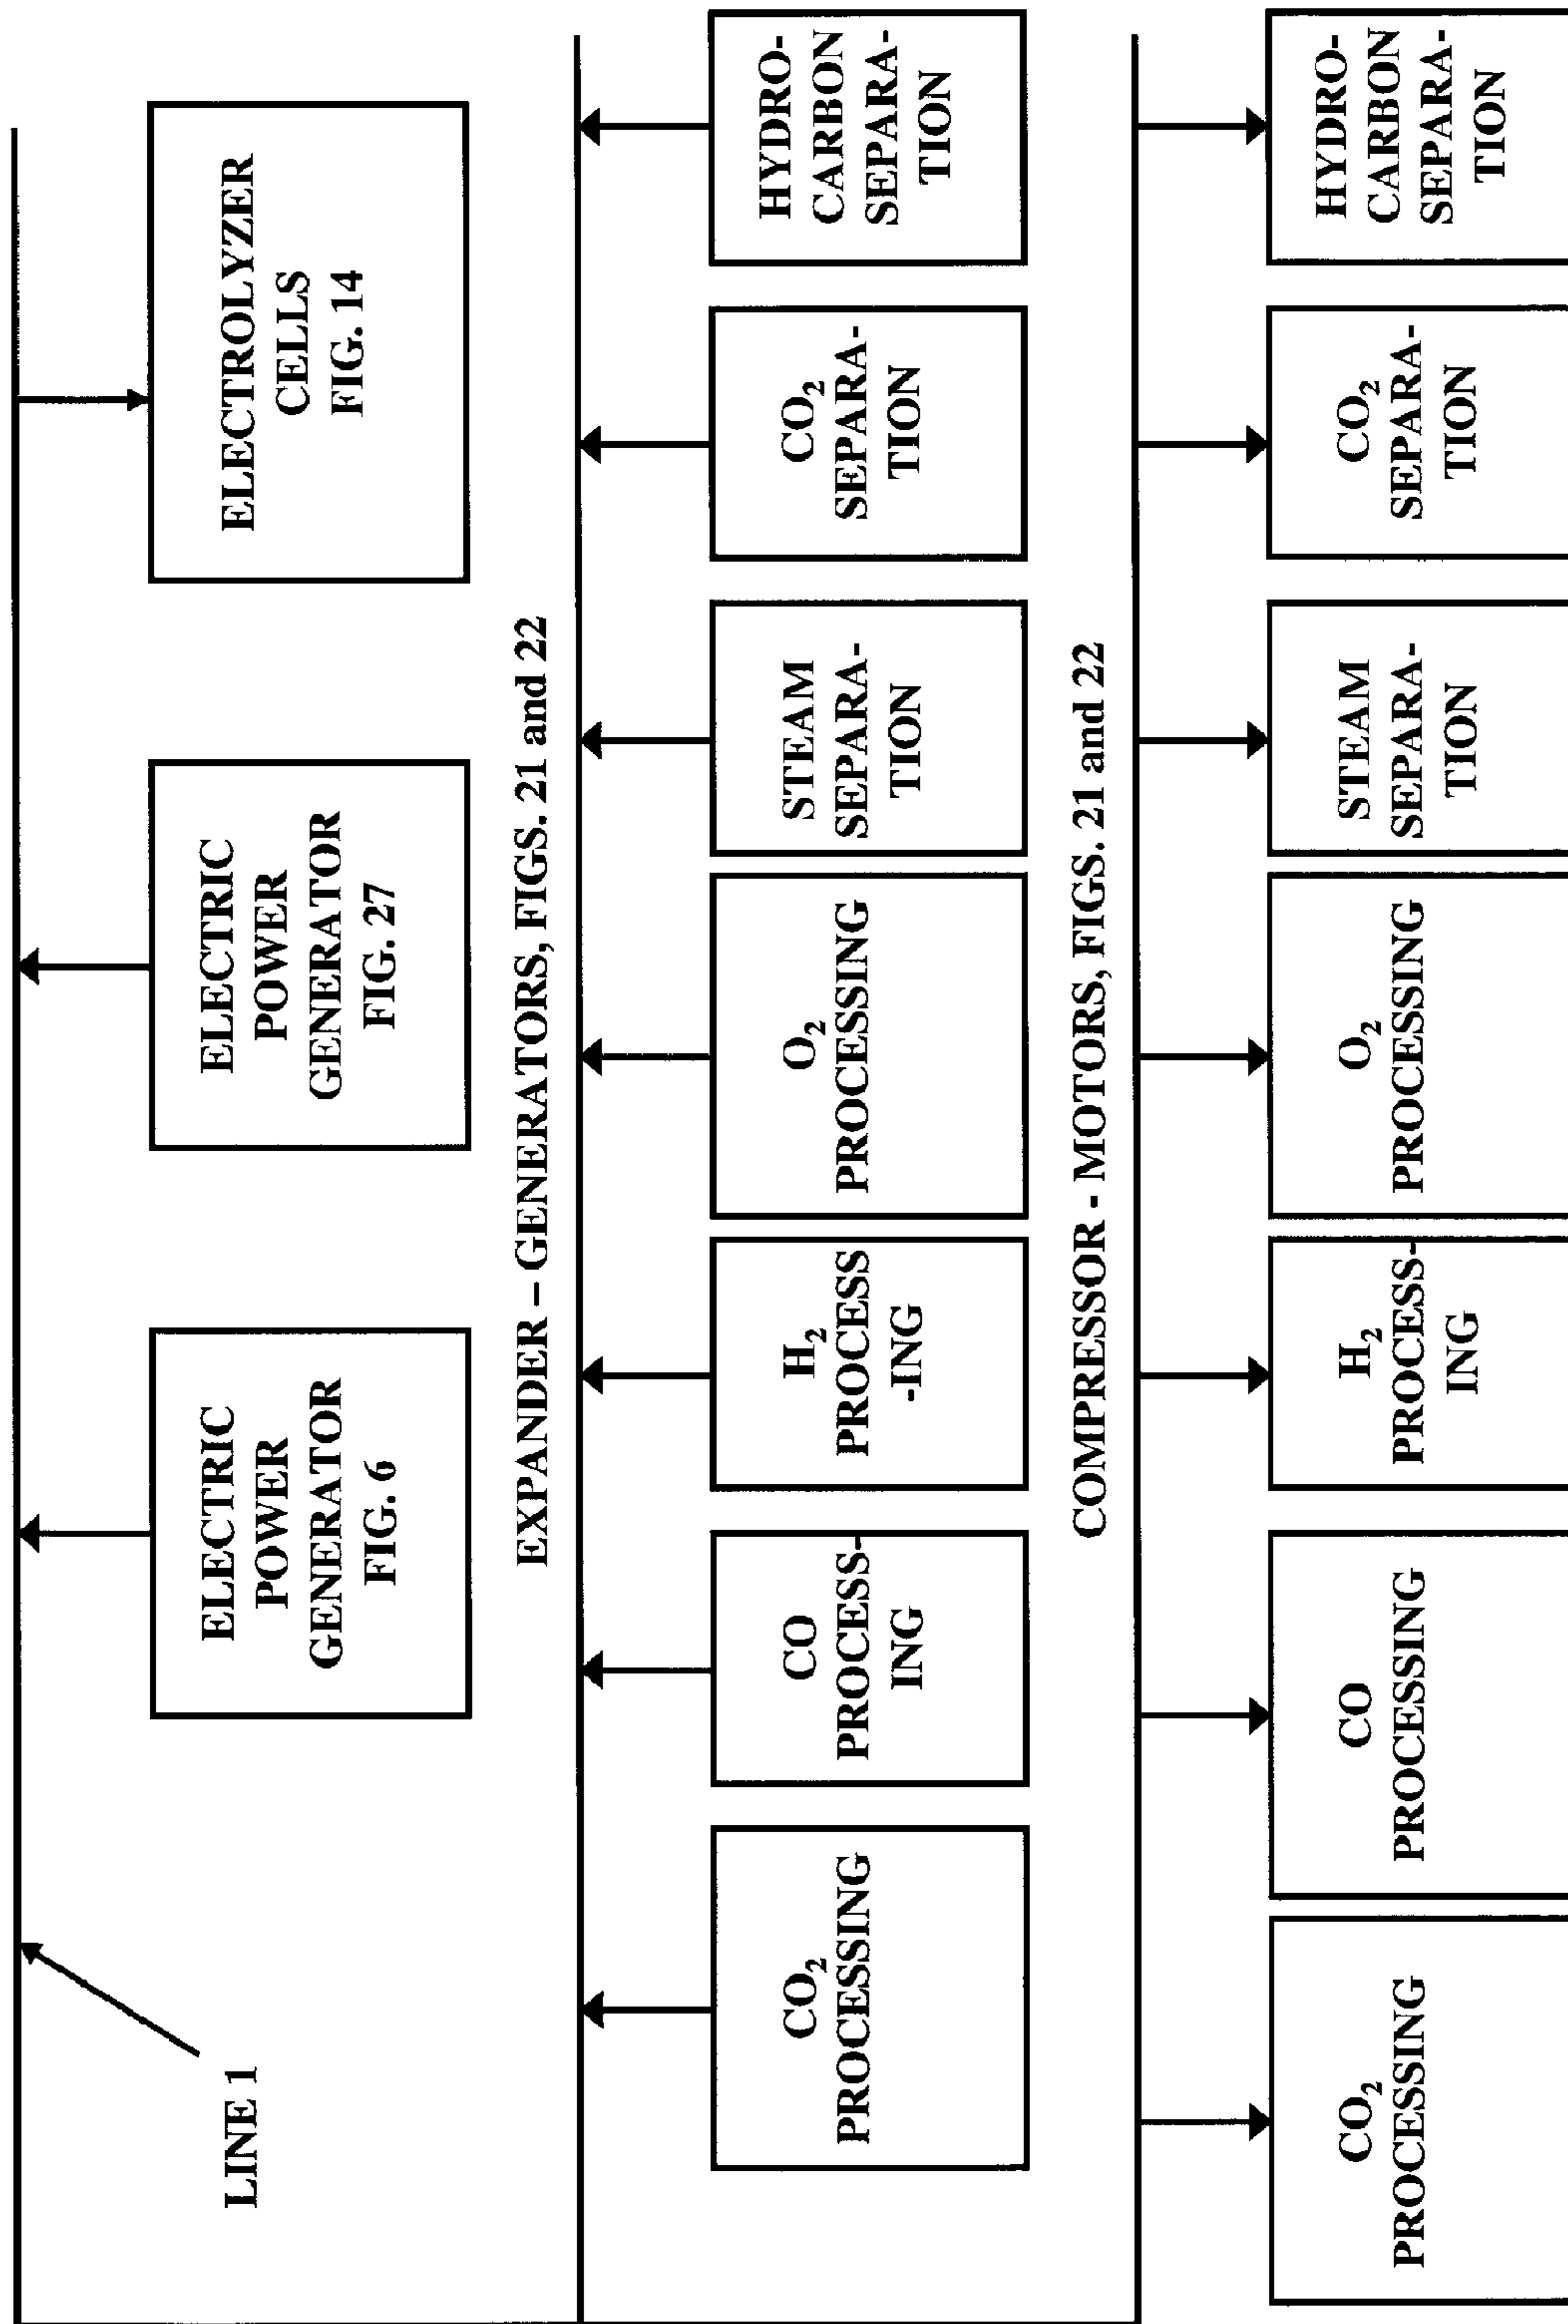 LINE 1
ELECTRIC
POWER
GENERATOR
FIG. 6
ELECTRIC
POWER
GENERATOR
FIG. 27
ELECTROLYZER
CELLS
FIG. 14
EXPANDER – GENERATORS, FIGS. 21 and 22
CO₂
PROCESSING
CO
PROCESS-
ING
H₂
PROCESS
-ING
O₂
PROCESSING
STEAM
SEPARA-
TION
CO₂
SEPARA-
TION
HYDRO-
CARBON
SEPARA-
TION
COMPRESSOR - MOTORS, FIGS. 21 and 22
CO₂
PROCESSING
CO
PROCESSING
H₂
PROCESS-
ING
O₂
PROCESSING
STEAM
SEPARA-
TION
CO₂
SEPARA-
TION
HYDRO-
CARBON
SEPARA-
TION